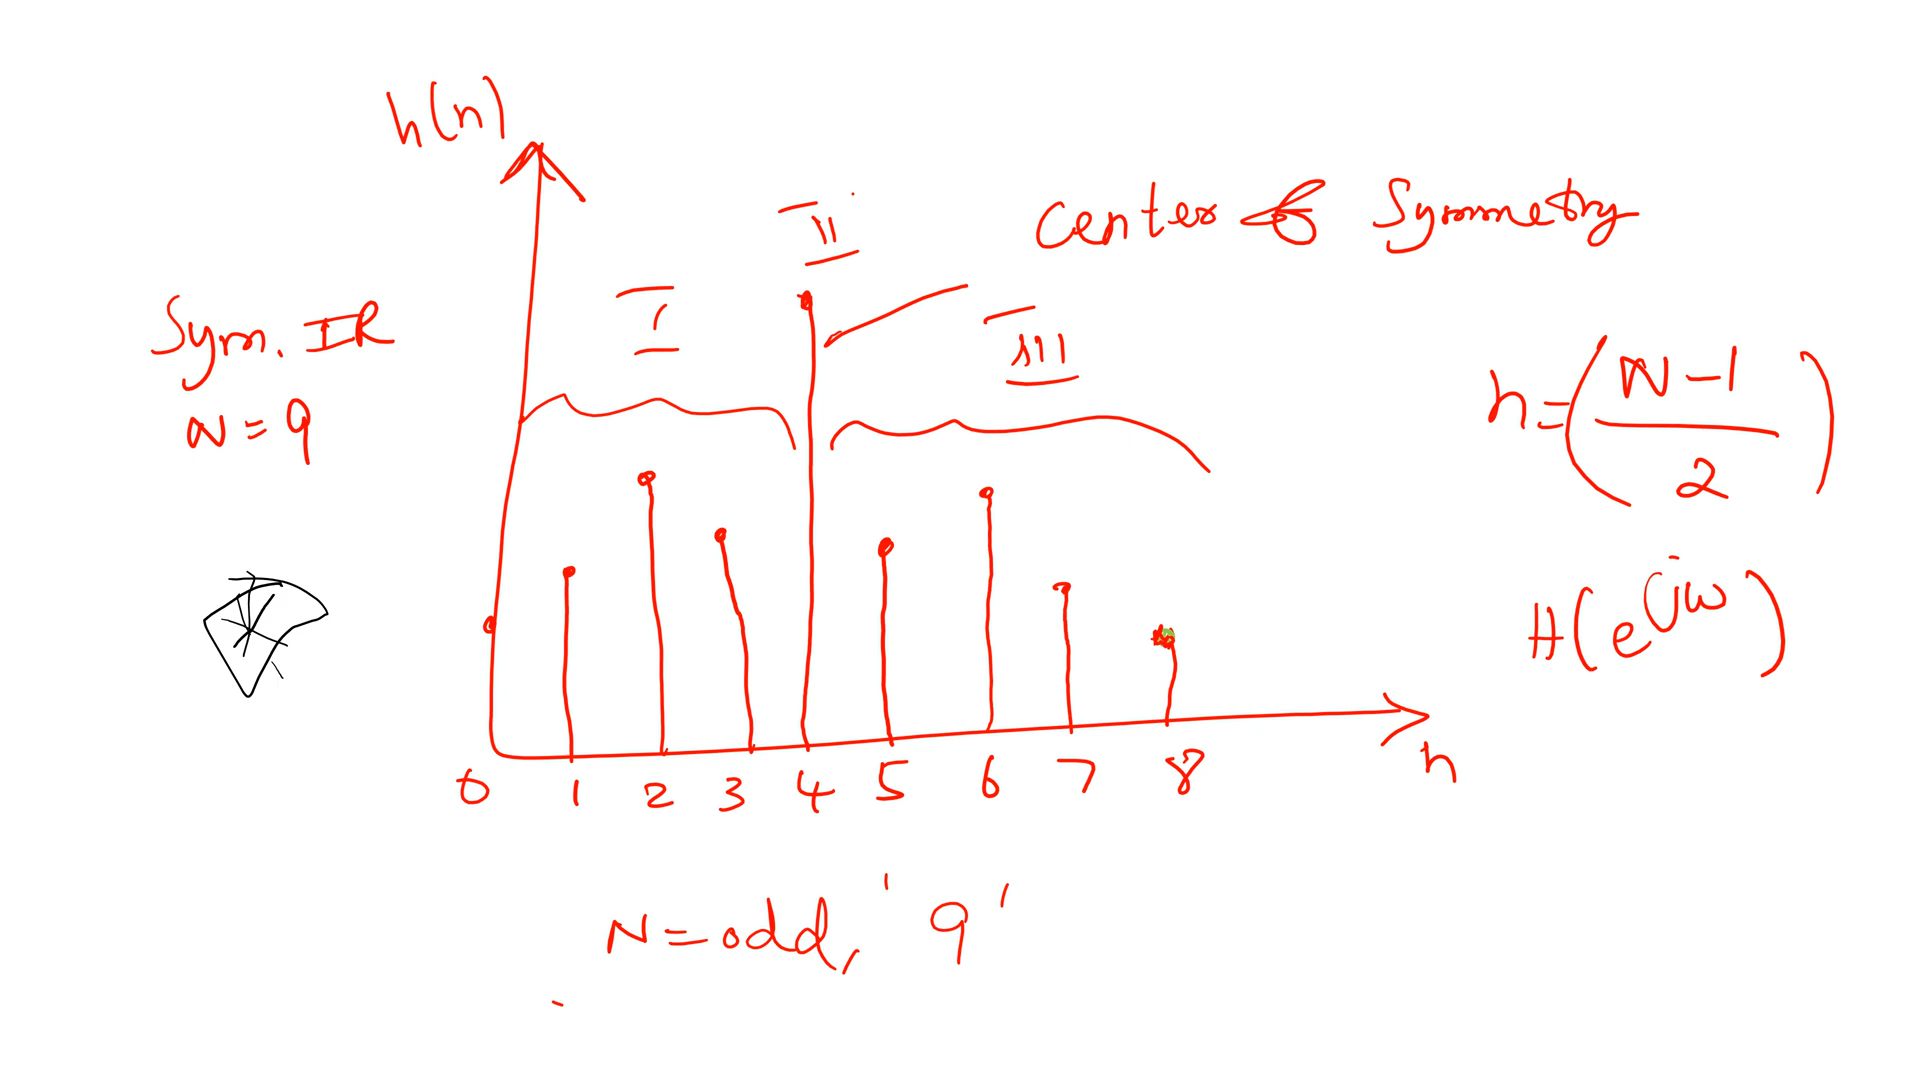 h(n)
II
Center of Symmetry
I
III
Sym. IR
N = 9
n = (N-1 / 2)
H(e^(jω))
0 1 2 3 4 5 6 7 8
n
N = odd, '9'